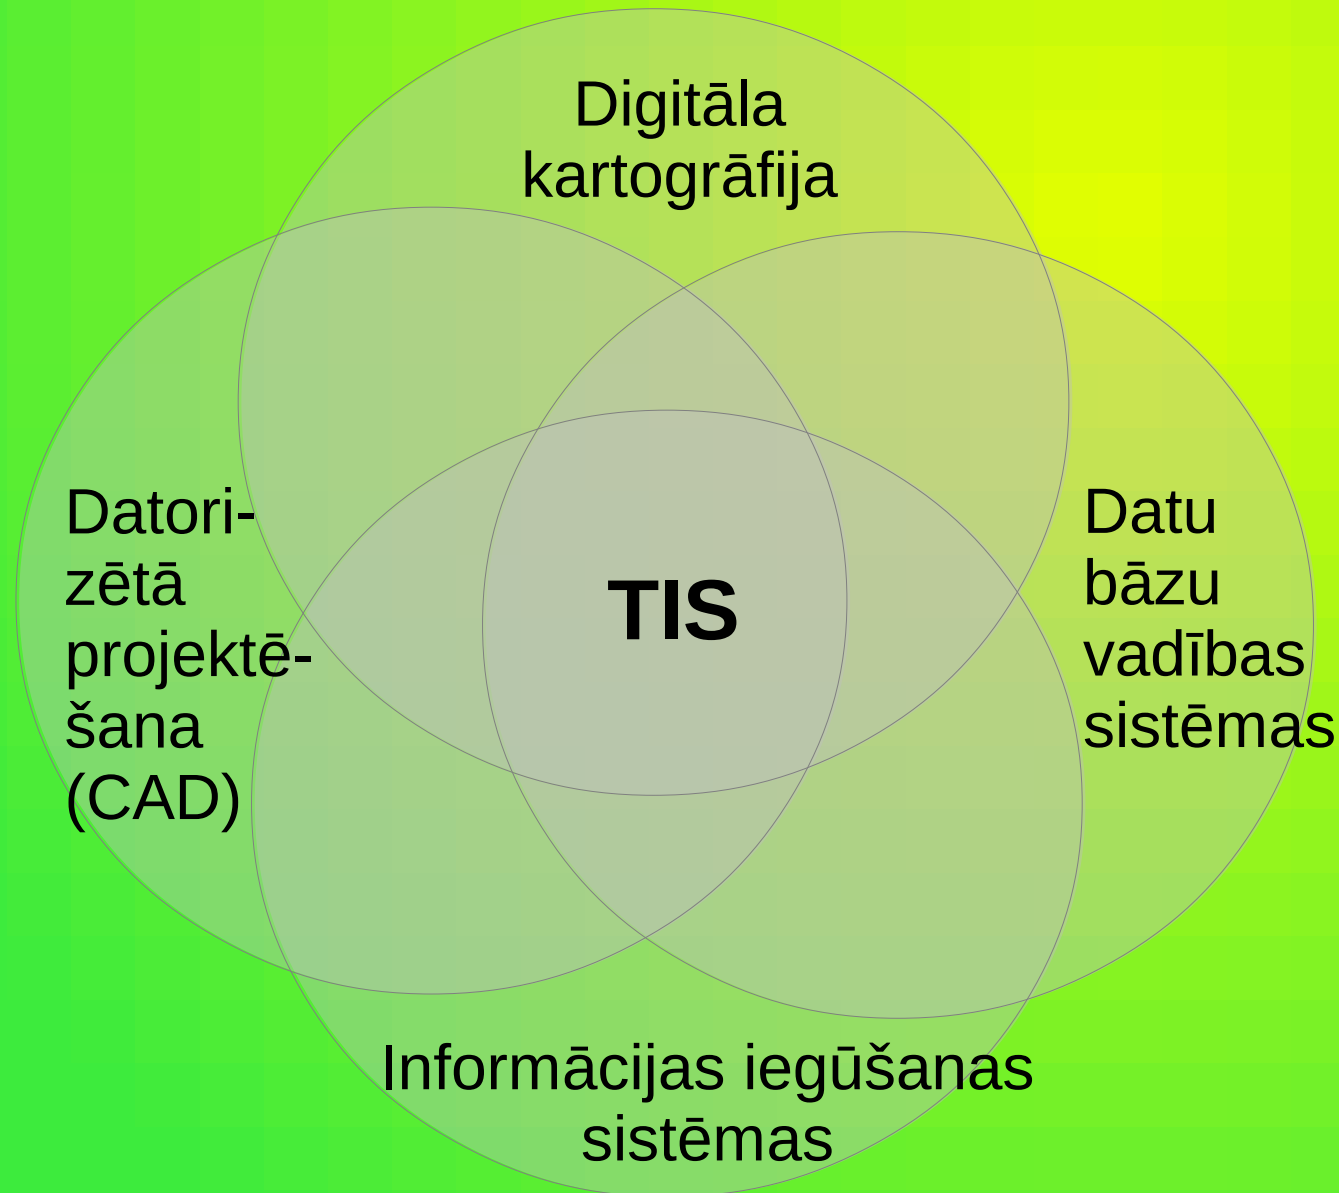 Digitāla
kartogrāfija
Datori-
zētā
projektē-
šana
(CAD)
TIS
Datu
bāzu
vadības
sistēmas
Informācijas iegūšanas
sistēmas